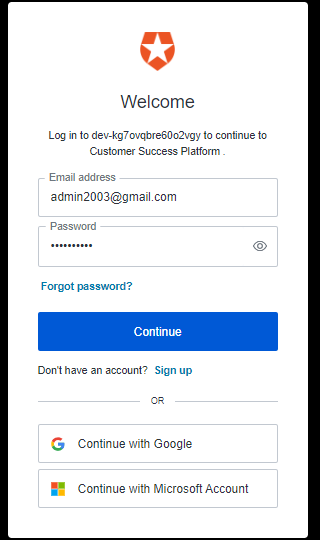 Welcome
Log in to dev-kg7ovqbre60o2vgy to continue to
Customer Success Platform .
Email address
admin2003@gmail.com
Password
••••••••••
Forgot password?
Continue
Don't have an account? Sign up
OR
Continue with Google
Continue with Microsoft Account